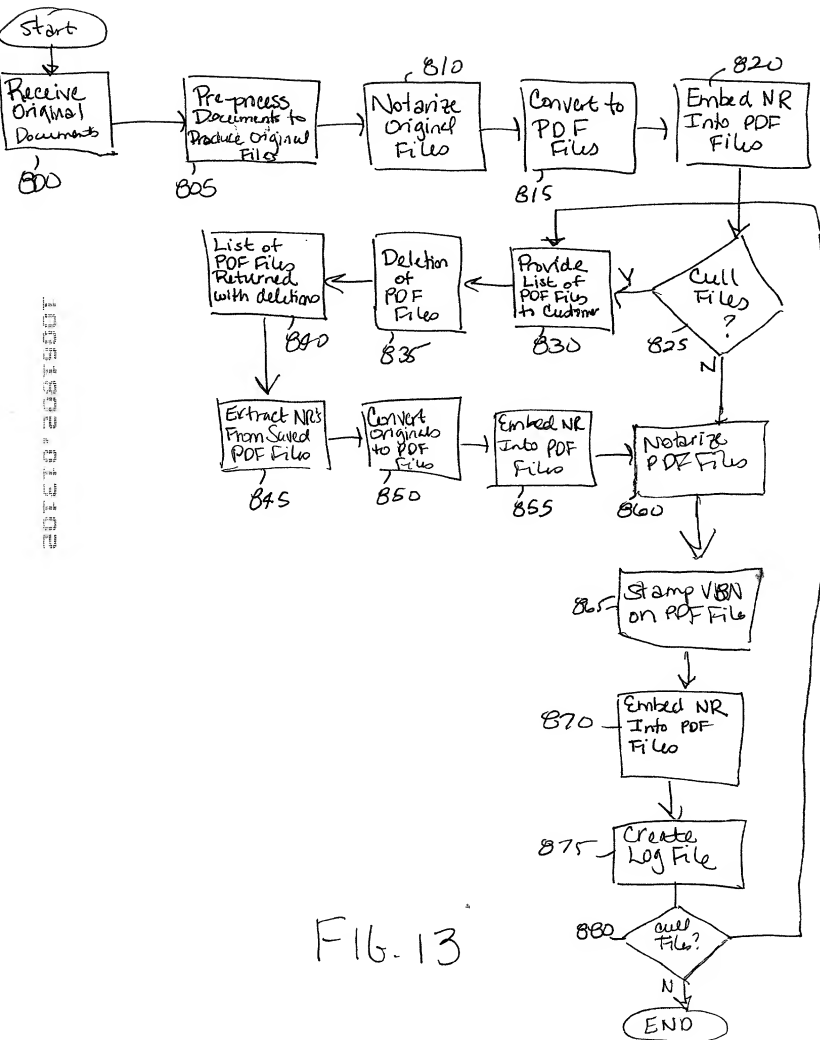 Start
Receive
Original
Documents
800
Pre-process
Documents to
Produce Original
Files
805
810
Notarize
Original
Files
Convert to
PDF
Files
815
820
Embed NR
Into PDF
Files
List of
PDF Files
Returned
with deletions
840
Deletion
of
PDF
Files
835
Provide
List of
PDF Files
to Customer
830
Y
Cull
Files
?
825
N
Extract NR's
From Saved
PDF Files
845
Convert
Originals
to PDF
Files
850
Embed NR
Into PDF
Files
855
Notarize
PDF Files
860
865
Stamp VBN
on PDF File
870
Embed NR
Into PDF
Files
875
Create
Log File
880
Cull
Files?
N
END
FIG. 13